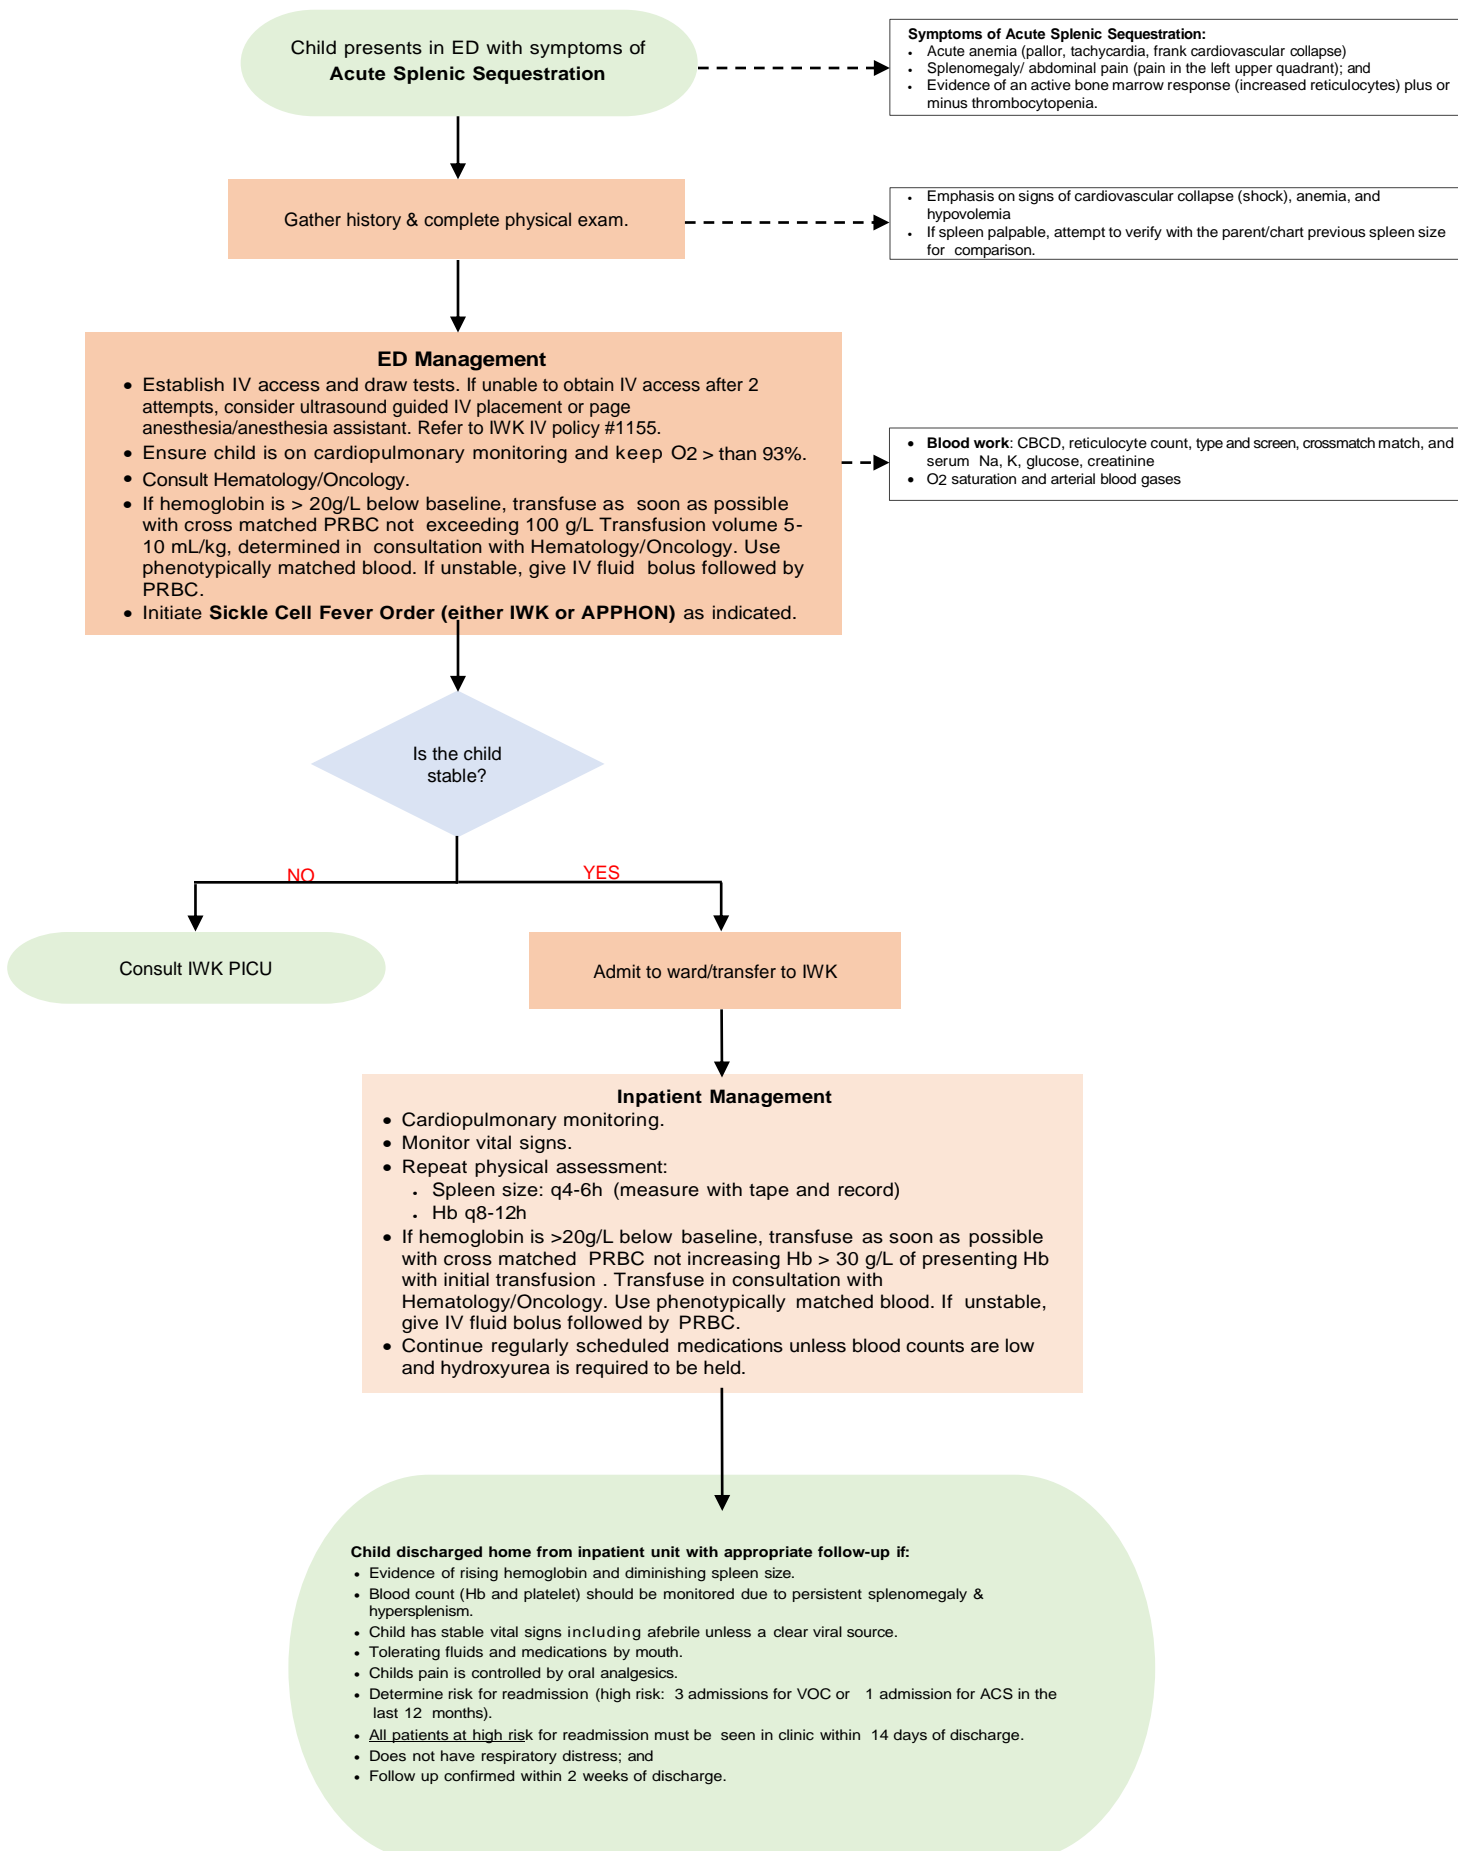 Child presents in ED with symptoms of
Acute Splenic Sequestration
Symptoms of Acute Splenic Sequestration:
• Acute anemia (pallor, tachycardia, frank cardiovascular collapse)
• Splenomegaly/ abdominal pain (pain in the left upper quadrant); and
• Evidence of an active bone marrow response (increased reticulocytes) plus or
minus thrombocytopenia.
Gather history & complete physical exam.
• Emphasis on signs of cardiovascular collapse (shock), anemia, and
hypovolemia
• If spleen palpable, attempt to verify with the parent/chart previous spleen size
for comparison.
ED Management
• Establish IV access and draw tests. If unable to obtain IV access after 2
attempts, consider ultrasound guided IV placement or page
anesthesia/anesthesia assistant. Refer to IWK IV policy #1155.
• Ensure child is on cardiopulmonary monitoring and keep O2 > than 93%.
• Consult Hematology/Oncology.
• If hemoglobin is > 20g/L below baseline, transfuse as soon as possible
with cross matched PRBC not exceeding 100 g/L Transfusion volume 5-
10 mL/kg, determined in consultation with Hematology/Oncology. Use
phenotypically matched blood. If unstable, give IV fluid bolus followed by
PRBC.
• Initiate Sickle Cell Fever Order (either IWK or APPHON) as indicated.
• Blood work: CBCD, reticulocyte count, type and screen, crossmatch match, and
serum Na, K, glucose, creatinine
• O2 saturation and arterial blood gases
Is the child
stable?
NO
YES
Consult IWK PICU
Admit to ward/transfer to IWK
Inpatient Management
• Cardiopulmonary monitoring.
• Monitor vital signs.
• Repeat physical assessment:
• Spleen size: q4-6h (measure with tape and record)
• Hb q8-12h
• If hemoglobin is >20g/L below baseline, transfuse as soon as possible
with cross matched PRBC not increasing Hb > 30 g/L of presenting Hb
with initial transfusion . Transfuse in consultation with
Hematology/Oncology. Use phenotypically matched blood. If unstable,
give IV fluid bolus followed by PRBC.
• Continue regularly scheduled medications unless blood counts are low
and hydroxyurea is required to be held.
Child discharged home from inpatient unit with appropriate follow-up if:
• Evidence of rising hemoglobin and diminishing spleen size.
• Blood count (Hb and platelet) should be monitored due to persistent splenomegaly &
hypersplenism.
• Child has stable vital signs including afebrile unless a clear viral source.
• Tolerating fluids and medications by mouth.
• Childs pain is controlled by oral analgesics.
• Determine risk for readmission (high risk: 3 admissions for VOC or 1 admission for ACS in the
last 12 months).
• All patients at high risk for readmission must be seen in clinic within 14 days of discharge.
• Does not have respiratory distress; and
• Follow up confirmed within 2 weeks of discharge.